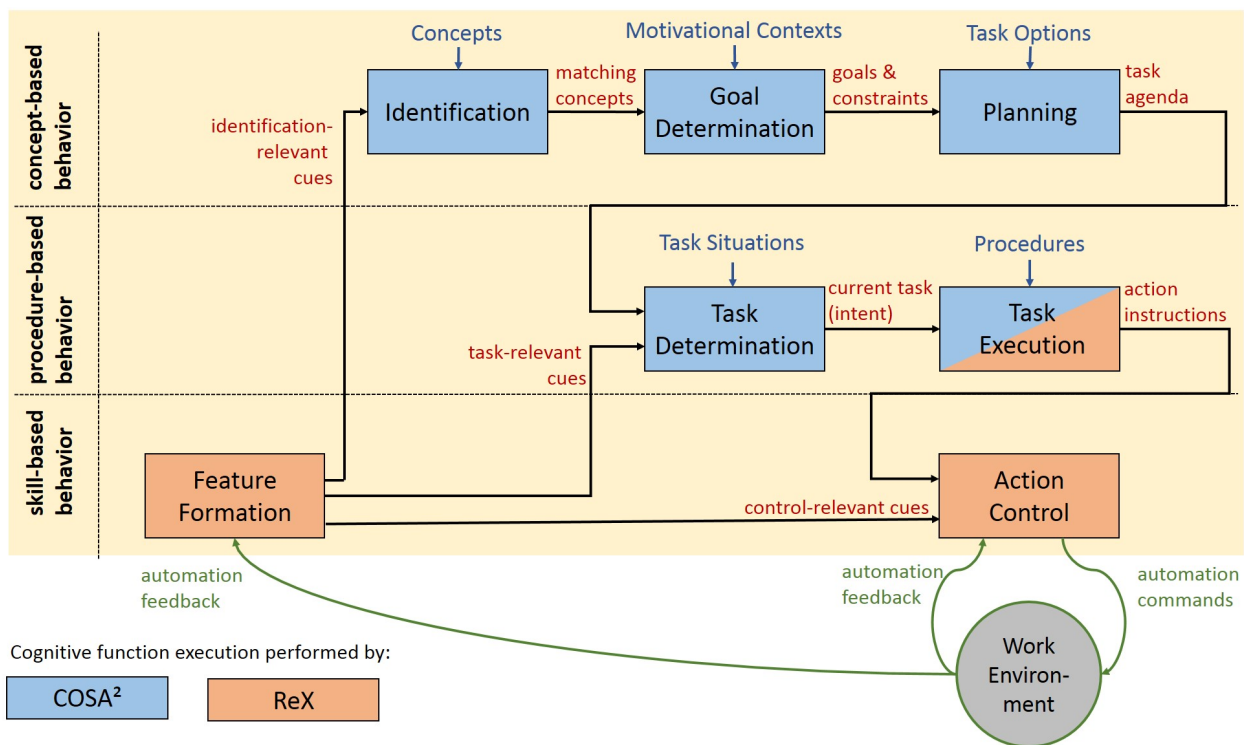 concept-based
behavior
Concepts
Motivational Contexts
Task Options
Identification
matching
concepts
Goal
Determination
goals &
constraints
Planning
task
agenda
identification-
relevant
cues
procedure-based
behavior
Task Situations
Procedures
Task
Determination
current task
(intent)
Task
Execution
action
instructions
task-relevant
cues
skill-based
behavior
Feature
Formation
control-relevant cues
Action
Control
automation
feedback
automation
feedback
automation
commands
Work
Environ-
ment
Cognitive function execution performed by:
COSA²
ReX